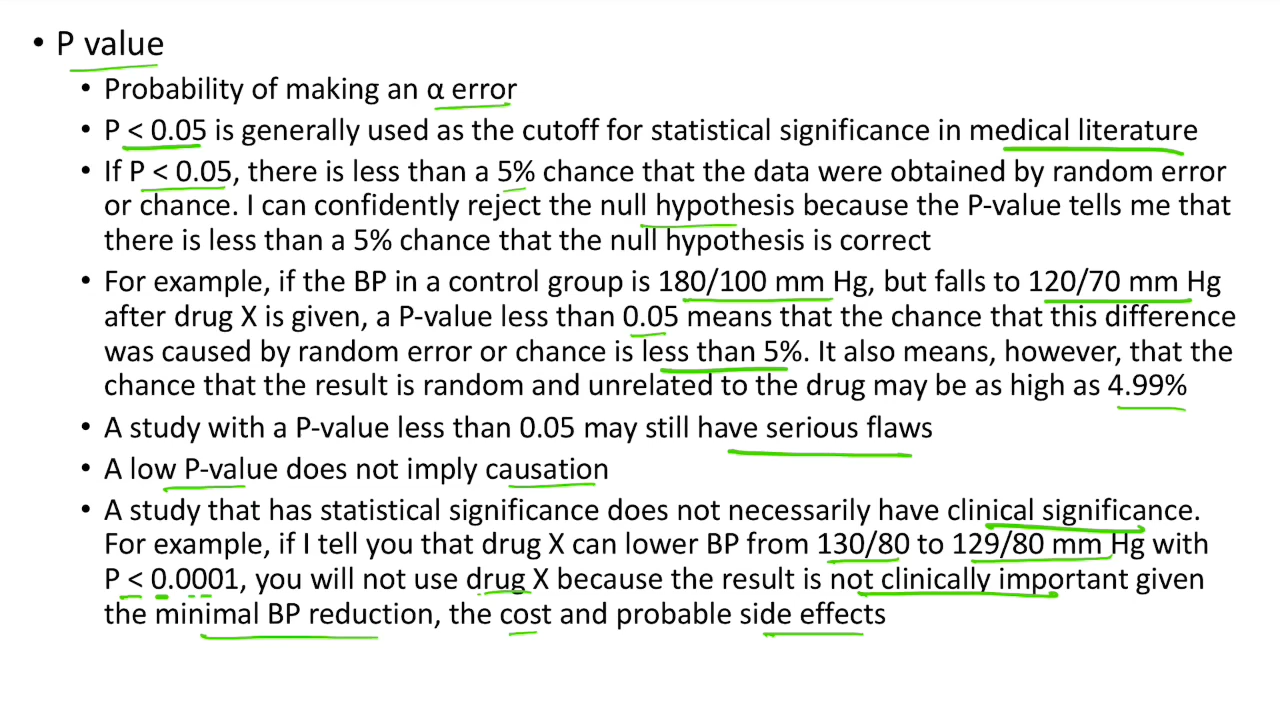 • P value
• Probability of making an α error
• P < 0.05 is generally used as the cutoff for statistical significance in medical literature
• If P < 0.05, there is less than a 5% chance that the data were obtained by random error
or chance. I can confidently reject the null hypothesis because the P-value tells me that
there is less than a 5% chance that the null hypothesis is correct
• For example, if the BP in a control group is 180/100 mm Hg, but falls to 120/70 mm Hg
after drug X is given, a P-value less than 0.05 means that the chance that this difference
was caused by random error or chance is less than 5%. It also means, however, that the
chance that the result is random and unrelated to the drug may be as high as 4.99%
• A study with a P-value less than 0.05 may still have serious flaws
• A low P-value does not imply causation
• A study that has statistical significance does not necessarily have clinical significance.
For example, if I tell you that drug X can lower BP from 130/80 to 129/80 mm Hg with
P < 0.0001, you will not use drug X because the result is not clinically important given
the minimal BP reduction, the cost and probable side effects